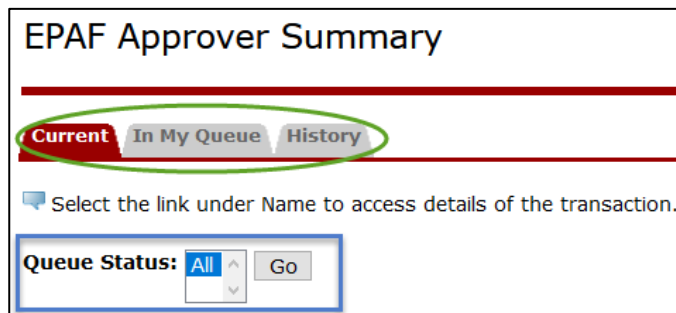 EPAF Approver Summary
Current In My Queue History
Select the link under Name to access details of the transaction.
Queue Status: All Go